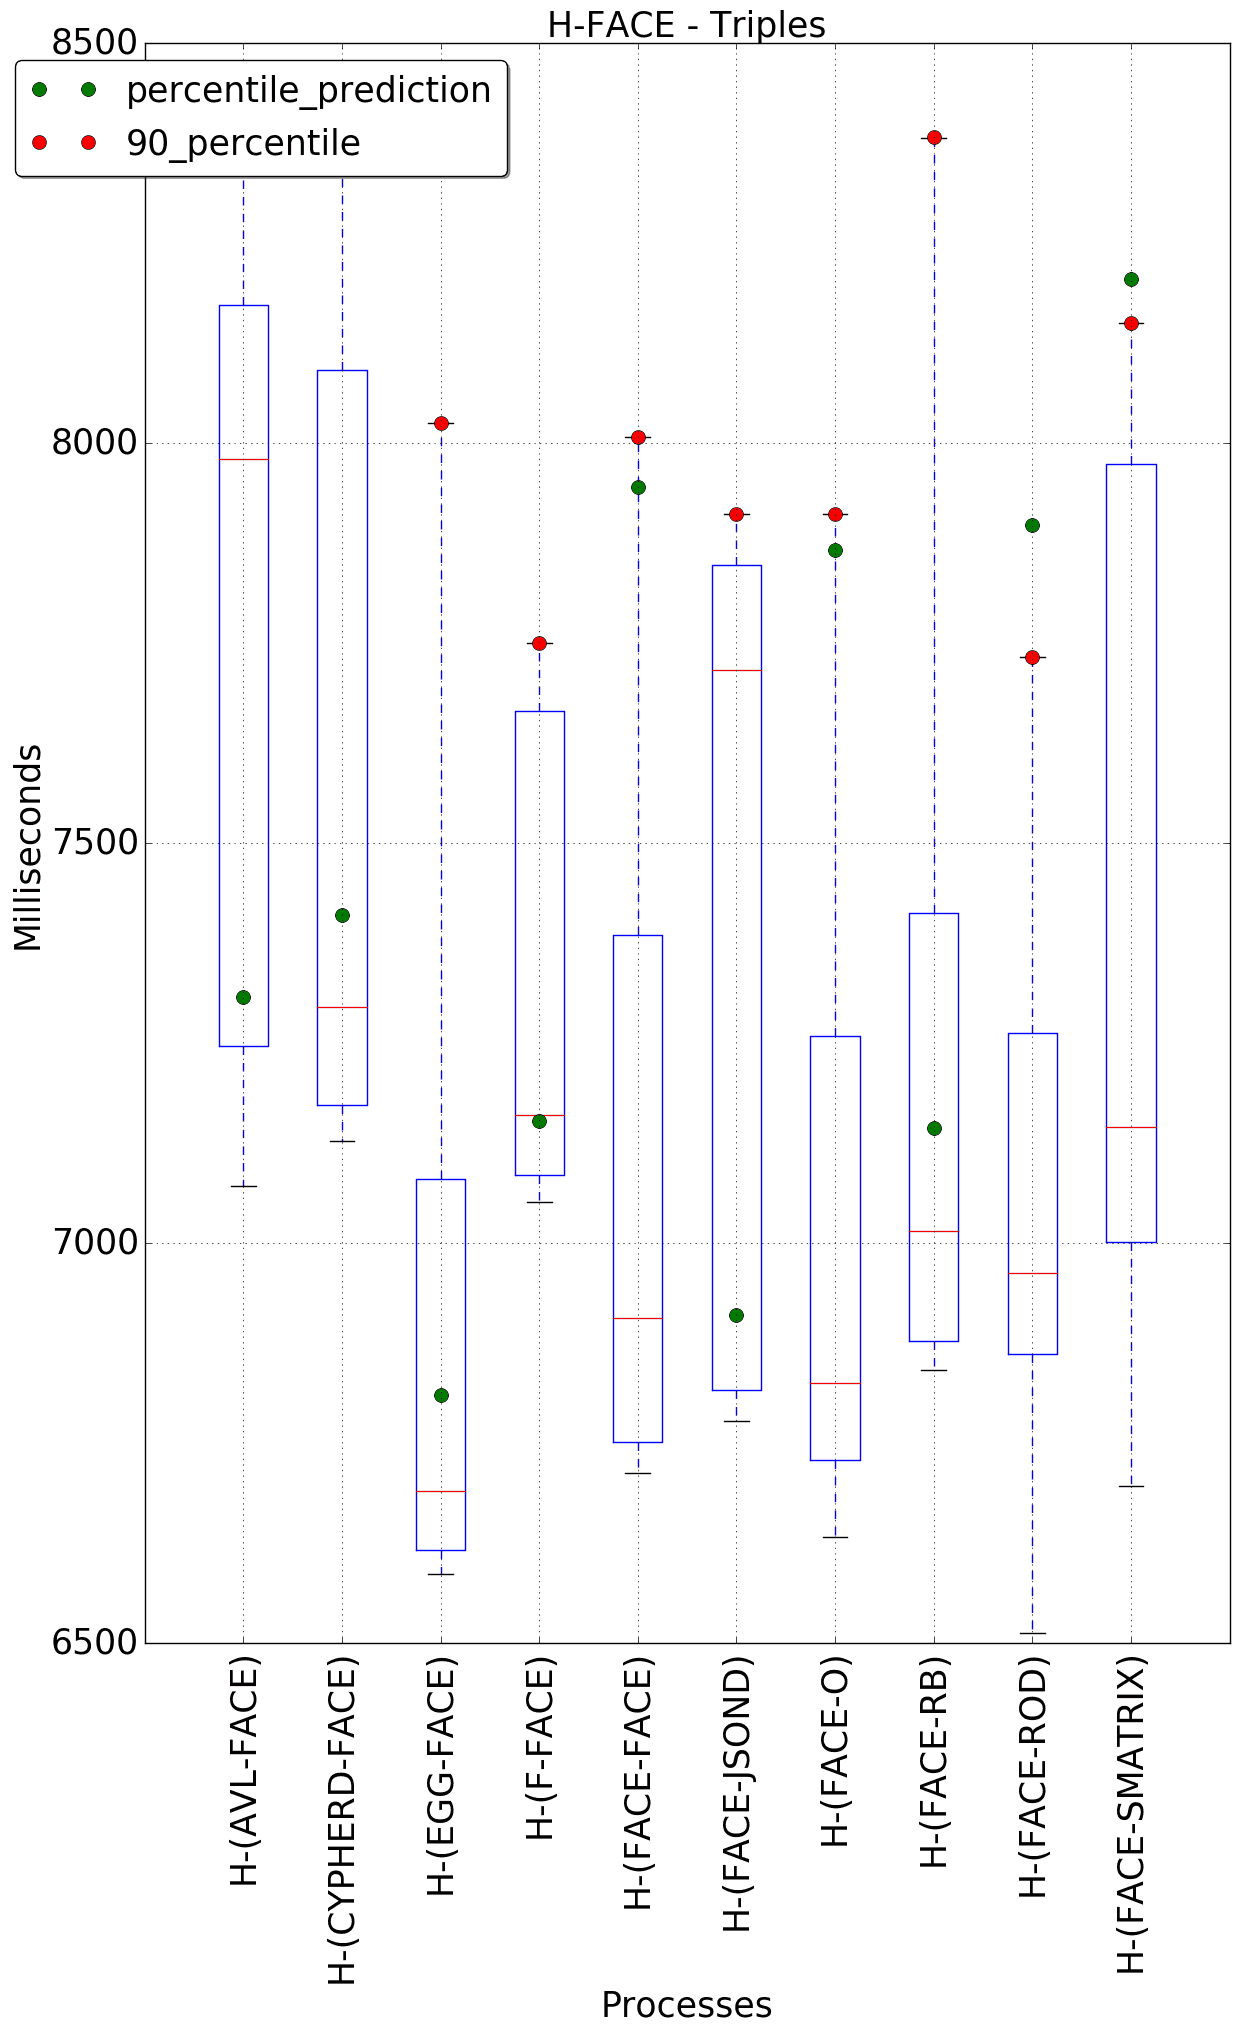 H-FACE - Triples
percentile_prediction
90_percentile
8500
8000
7500
7000
6500
Milliseconds
H-(AVL-FACE)
H-(CYPHERD-FACE)
H-(EGG-FACE)
H-(F-FACE)
H-(FACE-FACE)
H-(FACE-JSOND)
H-(FACE-O)
H-(FACE-RB)
H-(FACE-ROD)
H-(FACE-SMATRIX)
Processes